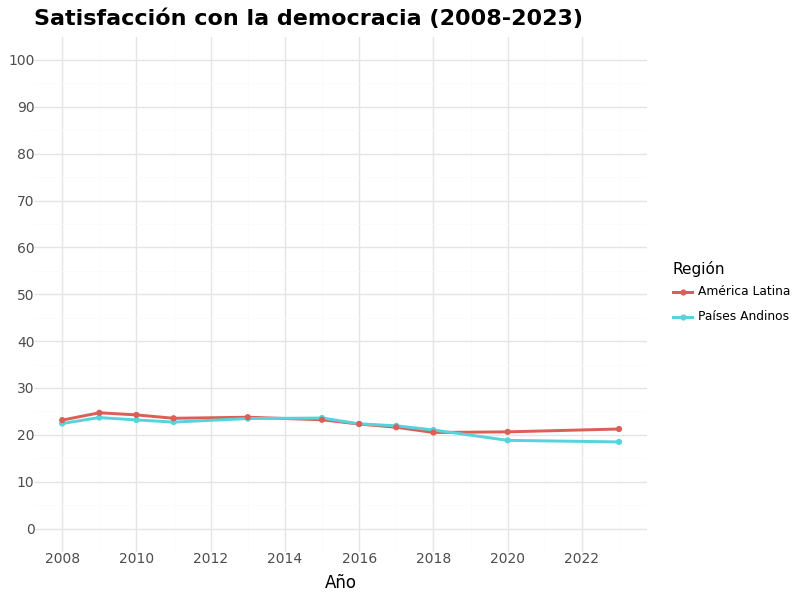 Satisfacción con la democracia (2008-2023)
100
90
80
70
60
50
40
30
20
10
0
2008 2010 2012 2014 2016 2018 2020 2022
Año
Región
América Latina
Países Andinos